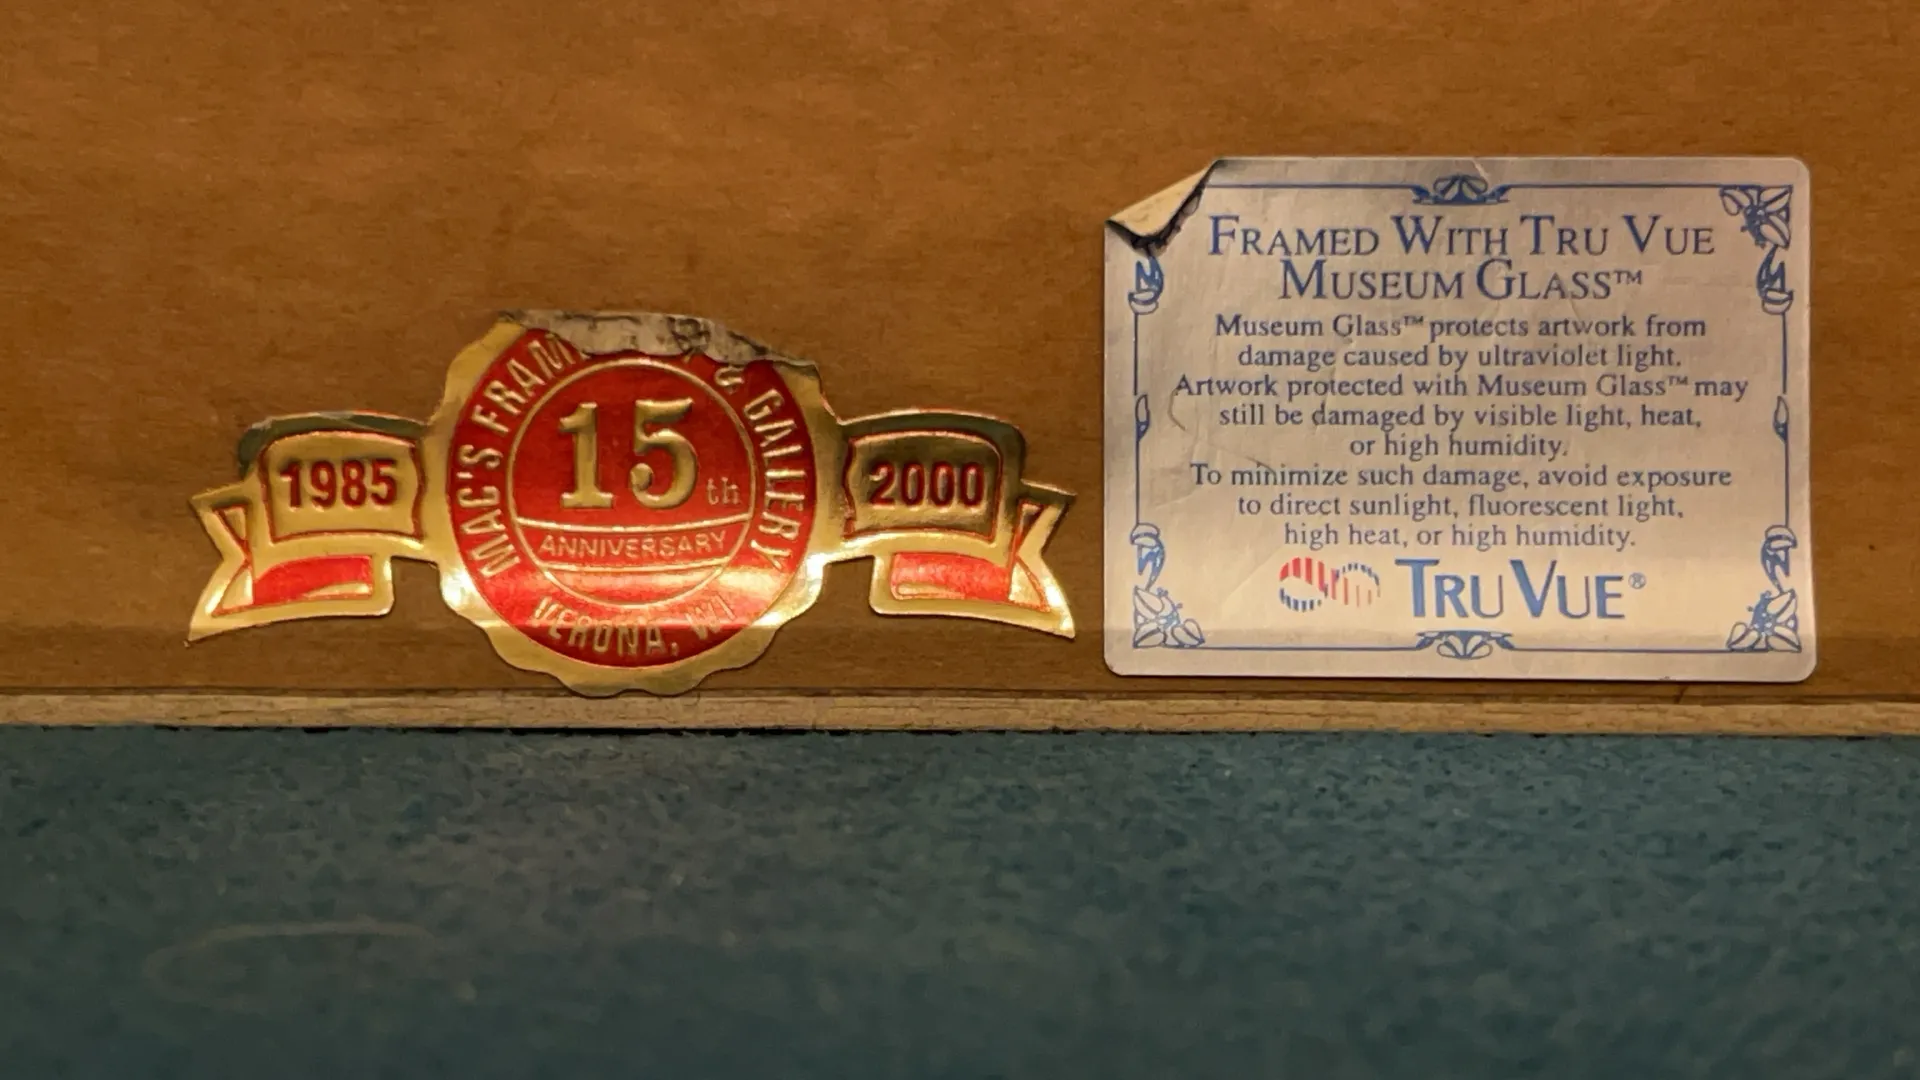 MAC'S FRAM
& GALLERY
15th
ANNIVERSARY
1985
2000
VERONA, WI
FRAMED WITH TRU VUE
MUSEUM GLASS™
Museum Glass™ protects artwork from
damage caused by ultraviolet light.
Artwork protected with Museum Glass™ may
still be damaged by visible light, heat,
or high humidity.
To minimize such damage, avoid exposure
to direct sunlight, fluorescent light,
high heat, or high humidity.
TRU VUE®